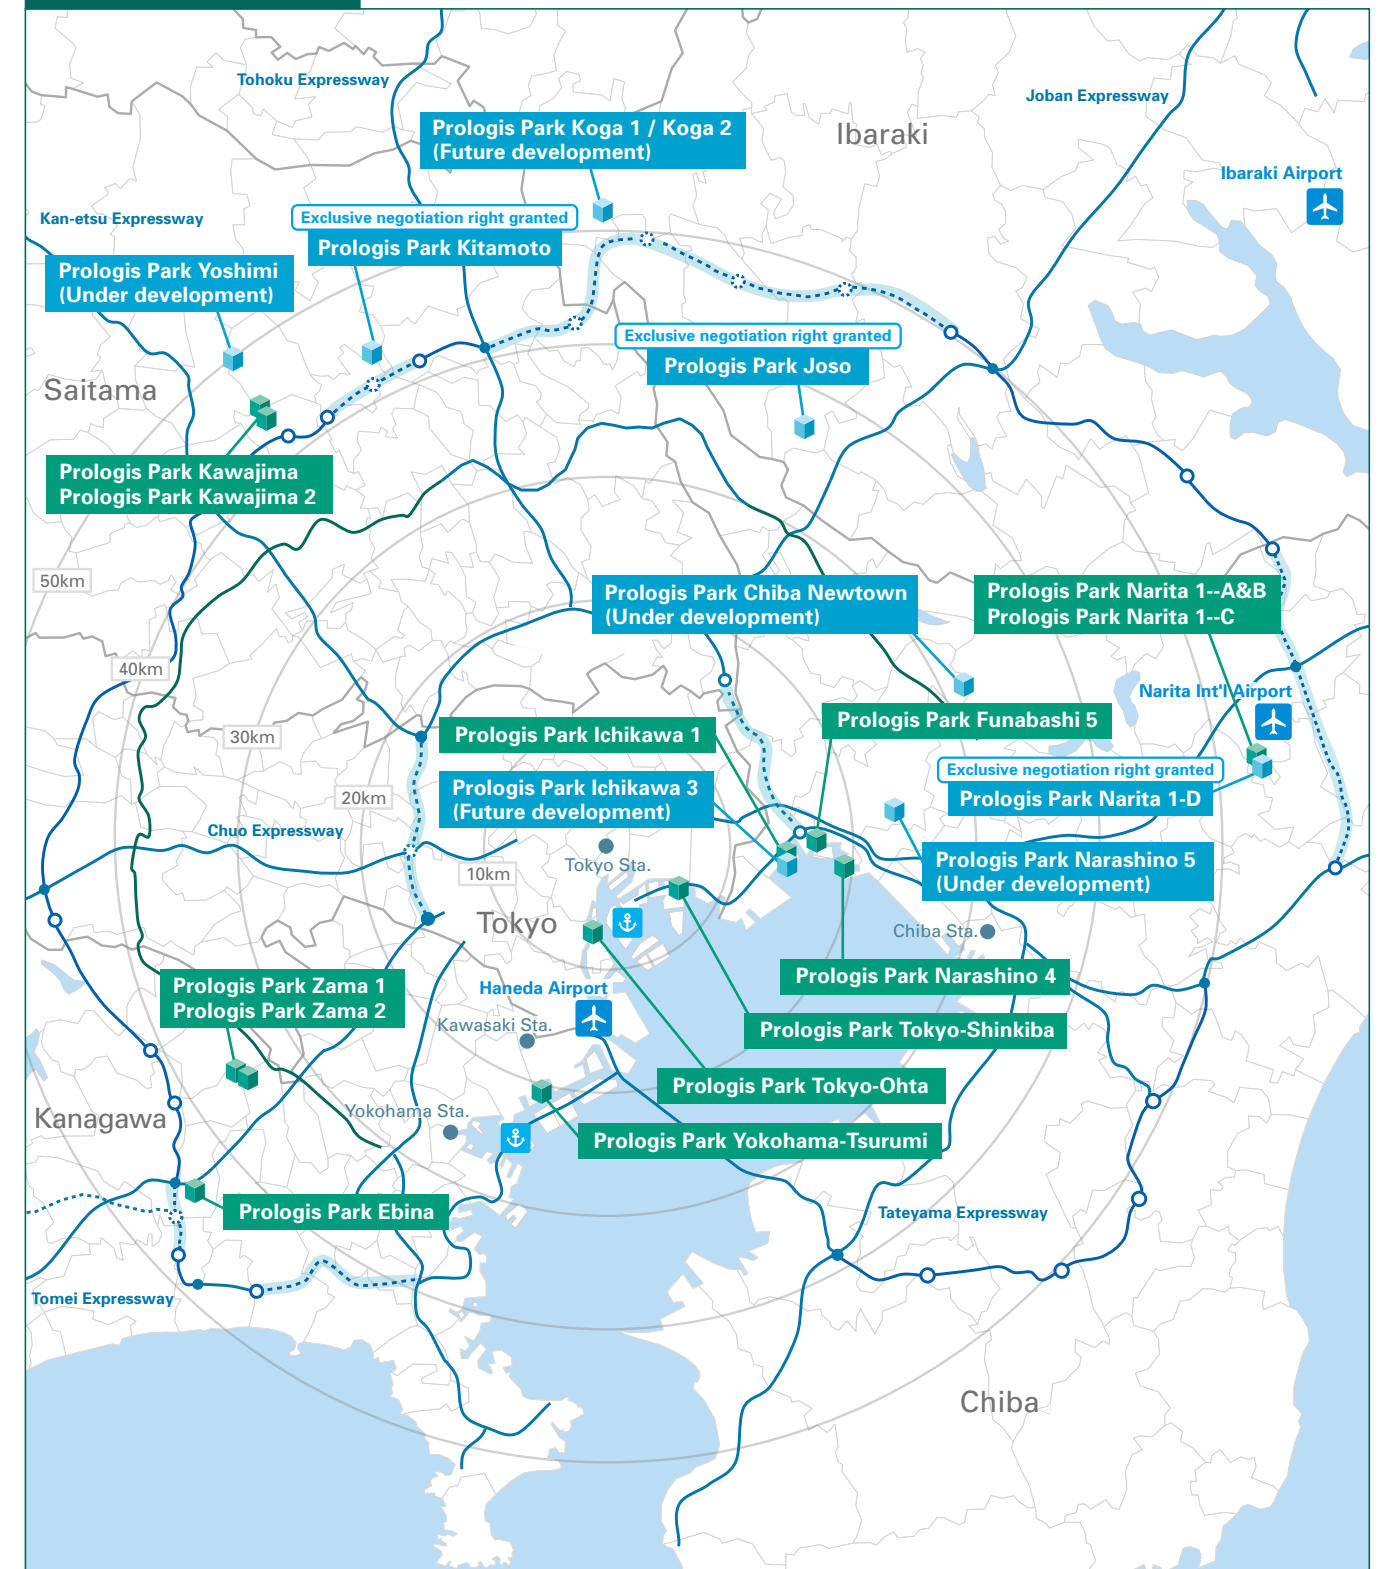 Tohoku Expressway
Joban Expressway
Prologis Park Koga 1 / Koga 2
(Future development)
Ibaraki
Ibaraki Airport
Kan-etsu Expressway
Exclusive negotiation right granted
Prologis Park Kitamoto
Prologis Park Yoshimi
(Under development)
Exclusive negotiation right granted
Prologis Park Joso
Saitama
Prologis Park Kawajima
Prologis Park Kawajima 2
50km
Prologis Park Chiba Newtown
(Under development)
Prologis Park Narita 1--A&B
Prologis Park Narita 1--C
40km
Narita Int'l Airport
30km
Prologis Park Ichikawa 1
Prologis Park Funabashi 5
Exclusive negotiation right granted
Prologis Park Narita 1-D
20km
Prologis Park Ichikawa 3
(Future development)
Chuo Expressway
Tokyo Sta.
10km
Prologis Park Narashino 5
(Under development)
Tokyo
Chiba Sta.
Prologis Park Narashino 4
Prologis Park Zama 1
Prologis Park Zama 2
Haneda Airport
Kawasaki Sta.
Prologis Park Tokyo-Shinkiba
Prologis Park Tokyo-Ohta
Kanagawa
Yokohama Sta.
Prologis Park Yokohama-Tsurumi
Prologis Park Ebina
Tateyama Expressway
Tomei Expressway
Chiba